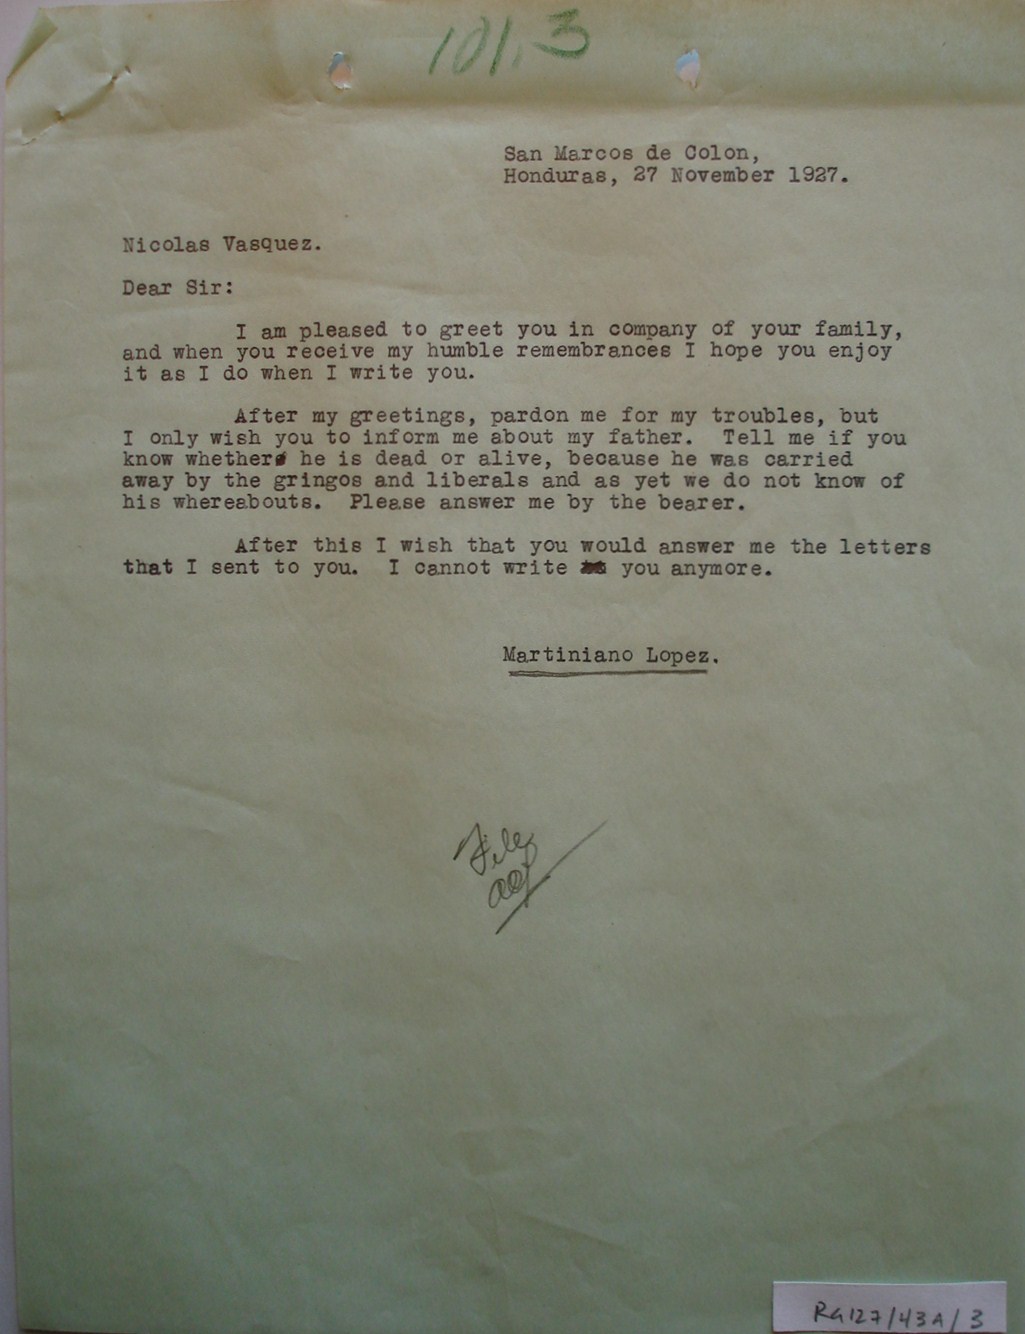 101.3
San Marcos de Colon,
Honduras, 27 November 1927.
Nicolas Vasquez.
Dear Sir:
I am pleased to greet you in company of your family,
and when you receive my humble remembrances I hope you enjoy
it as I do when I write you.
After my greetings, pardon me for my troubles, but
I only wish you to inform me about my father. Tell me if you
know whether he is dead or alive, because he was carried
away by the gringos and liberals and as yet we do not know of
his whereabouts. Please answer me by the bearer.
After this I wish that you would answer me the letters
that I sent to you. I cannot write you anymore.
Martiniano Lopez.
File
RG127/43A/3